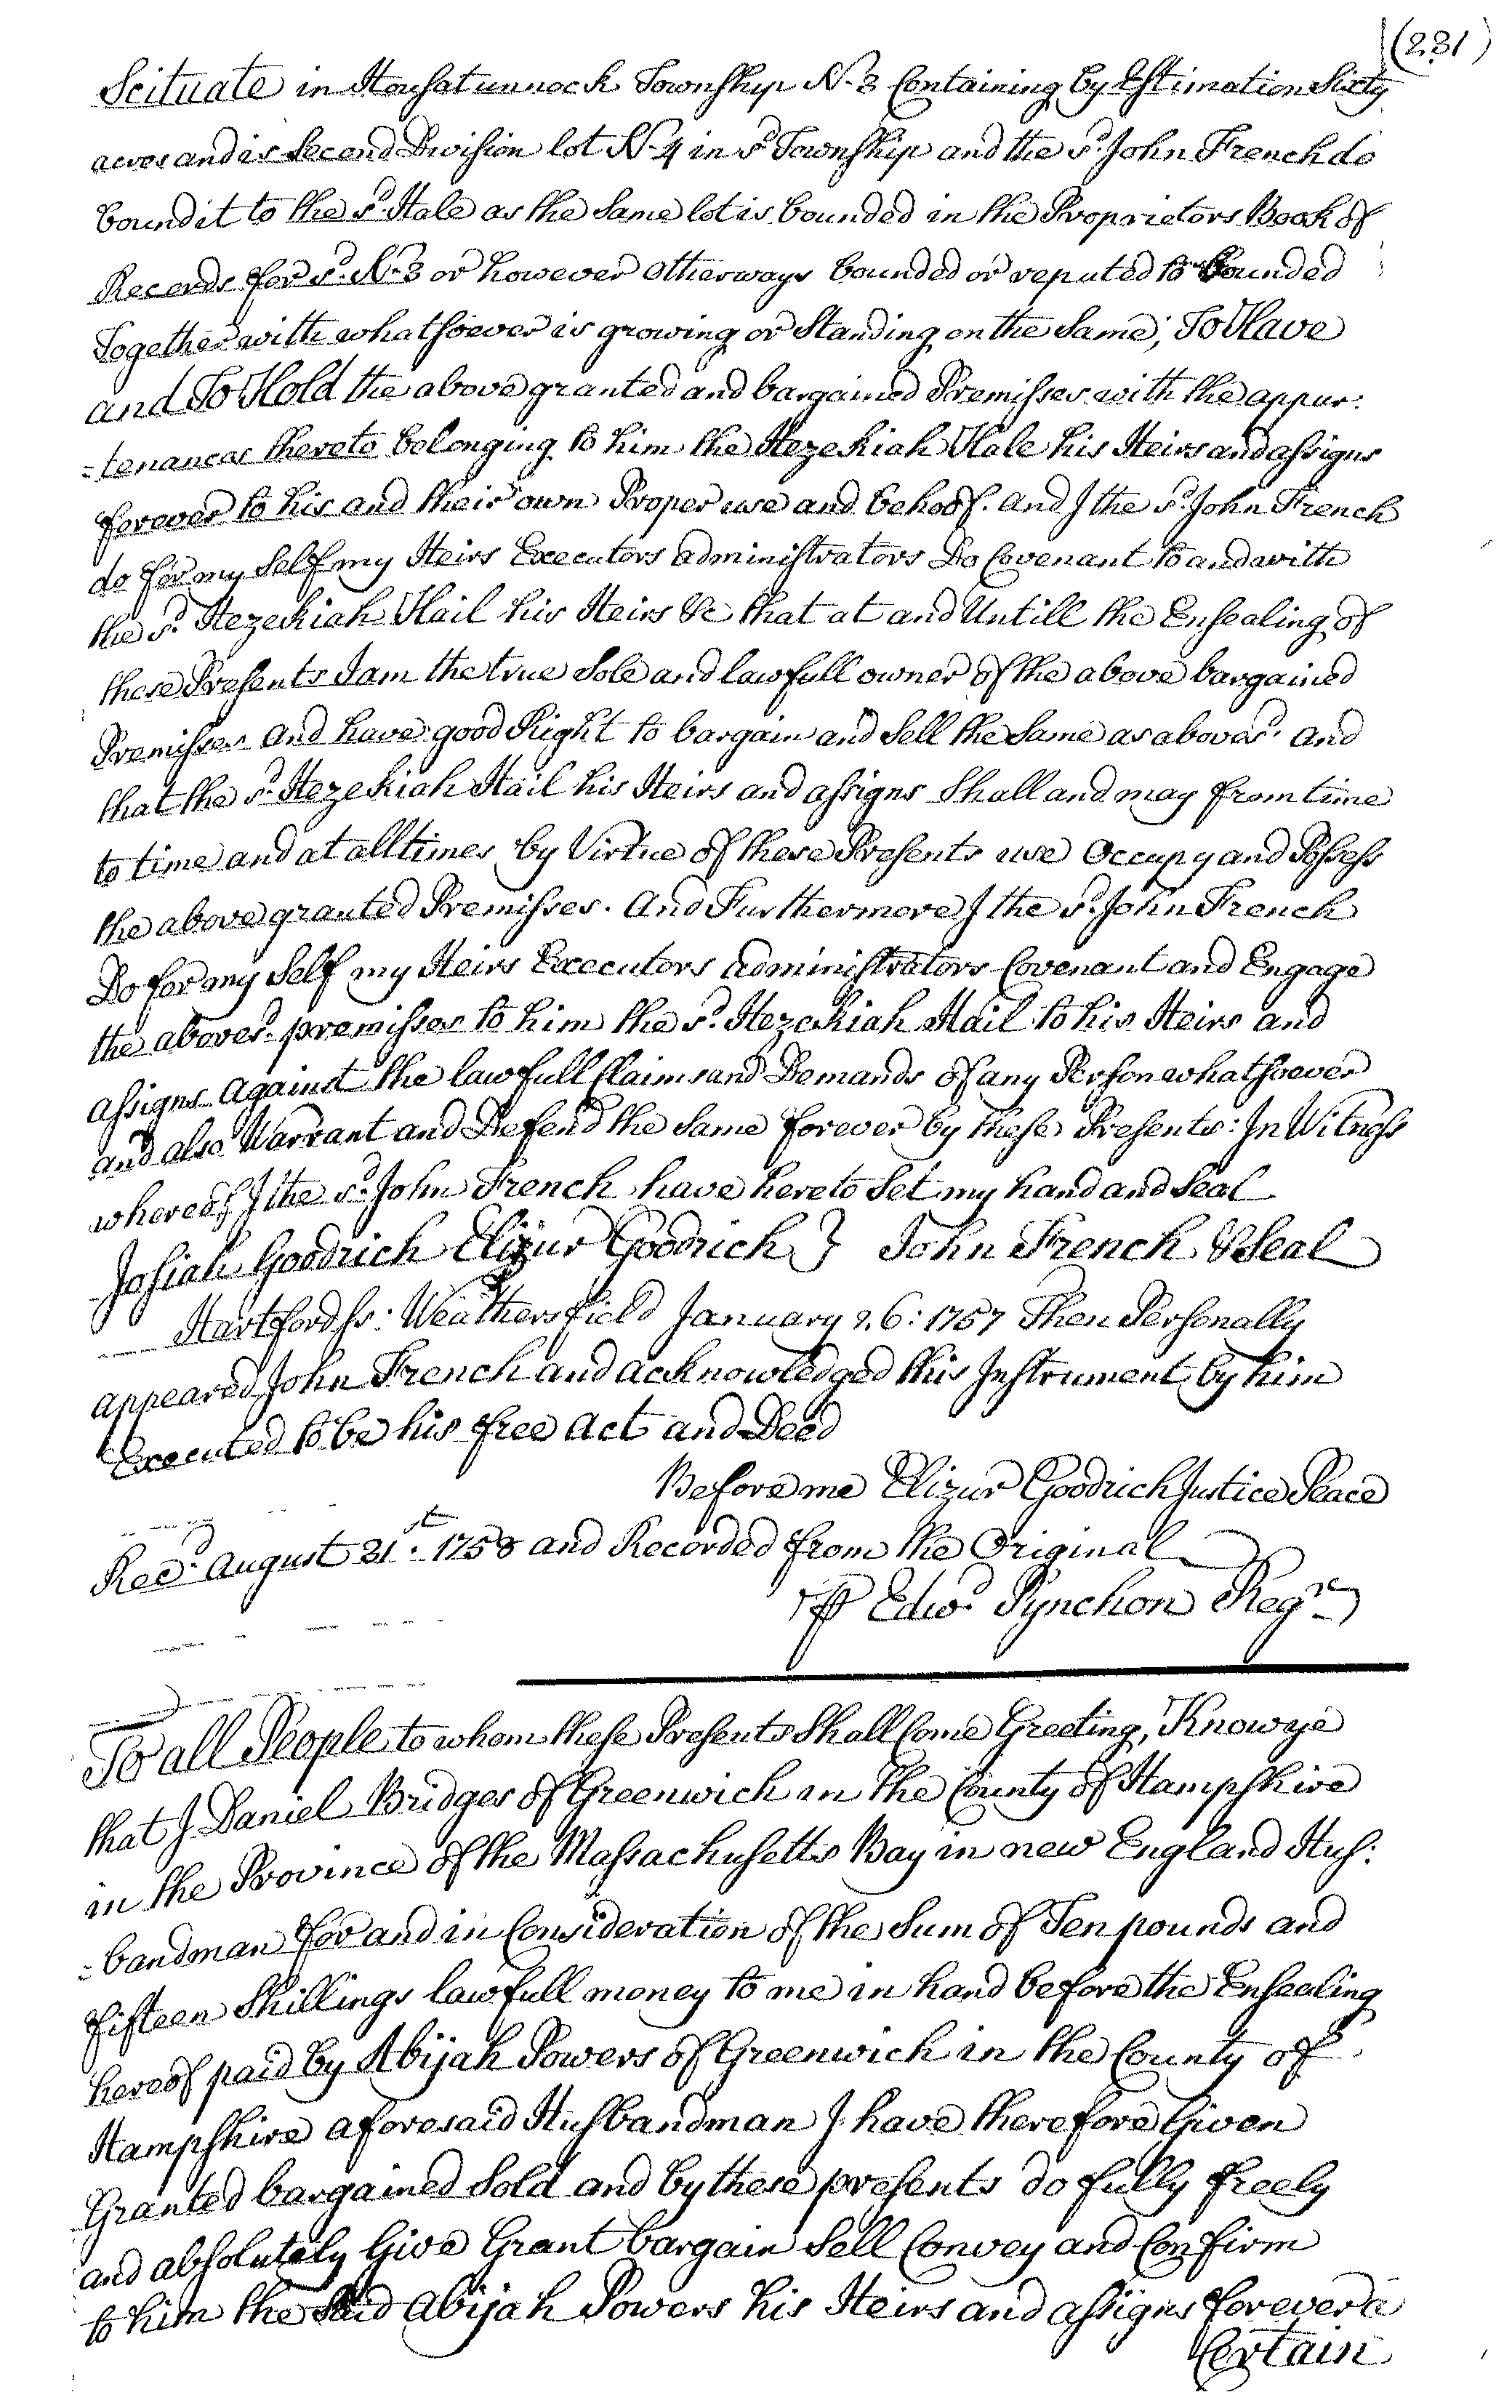 (231)
Scituate in Housatunnock Township N.. 3 Containing by Estimation Sixty
acres and is Second Division lot N.. 4 in sd. Township and the sd. John French do
bound it to the sd. Hale as the Same lot is bounded in the Proprietors Book of
Records for sd. N.. 3 or however otherways bounded or reputed to be bounded
Together with whatsoever is growing or Standing on the Same; To Have
and To Hold the above granted and bargained Premisses with the appur:
=tenances thereto belonging to him the Hezekiah Hale his Heirs and assigns
forever to his and their own Proper use and behoof. and I the sd. John French
do for my Self my Heirs Executors administrators Do Covenant to and with
the sd. Hezekiah Hail his Heirs &c that at and Untill the Ensealing of
these Presents I am the true Sole and lawfull owner of the above bargained
Premisses and have good Right to bargain and Sell the Same as abovesd. and
that the sd. Hezekiah Hail his Heirs and assigns Shall and may from time
to time and at all times by Virtue of these Presents use Occupy and Possess
the above granted Premisses. And Furthermore I the sd. John French
Do for my Self my Heirs Executors administrators Covenant and Engage
the abovesd. premisses to him the sd. Hezekiah Hail to his Heirs and
assigns against the lawfull Claims and Demands of any Person whatsoever
and also Warrant and Defend the Same forever by these Presents: In Witness
whereof I the sd. John French have hereto Set my hand and Seal
Josiah Goodrich Elizur Goodrich } John French & Seal
Hartford ss: Weathersfield January 26: 1757 Then Personally
appeared John French and acknowledged this Instrument by him
Executed to be his free act and Deed
Before me Elizur Goodrich Justice Peace
Recd. august 31st. 1758 and Recorded from the Original
℘ Edwd. Pynchon Regr.
To all People to whom these Presents Shall Come Greeting, Know ye
that I Daniel Bridges of Greenwich in the County of Hampshire
in the Province of the Massachusetts Bay in new England Hus:
=bandman for and in Consideration of the Sum of Ten pounds and
fifteen Shillings lawfull money to me in hand before the Ensealing
hereof paid by Abijah Powers of Greenwich in the County of
Hampshire aforesaid Husbandman I have therefore Given
Granted bargained Sold and by these presents do fully freely
and absolutely Give Grant bargain Sell Convey and Confirm
to him the Said Abijah Powers his Heirs and assigns forever a
Certain